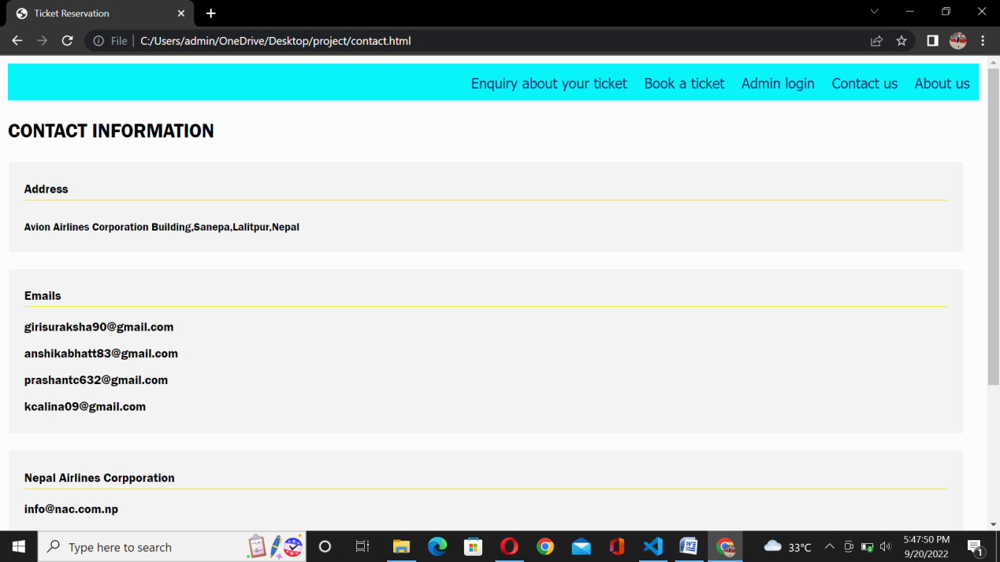 Ticket Reservation
File | C:/Users/admin/OneDrive/Desktop/project/contact.html
Enquiry about your ticket Book a ticket Admin login Contact us About us
CONTACT INFORMATION
Address
Avion Airlines Corporation Building,Sanepa,Lalitpur,Nepal
Emails
girisuraksha90@gmail.com
anshikabhatt83@gmail.com
prashantc632@gmail.com
kcalina09@gmail.com
Nepal Airlines Corpporation
info@nac.com.np
Type here to search
33°C
5:47:50 PM
9/20/2022
1